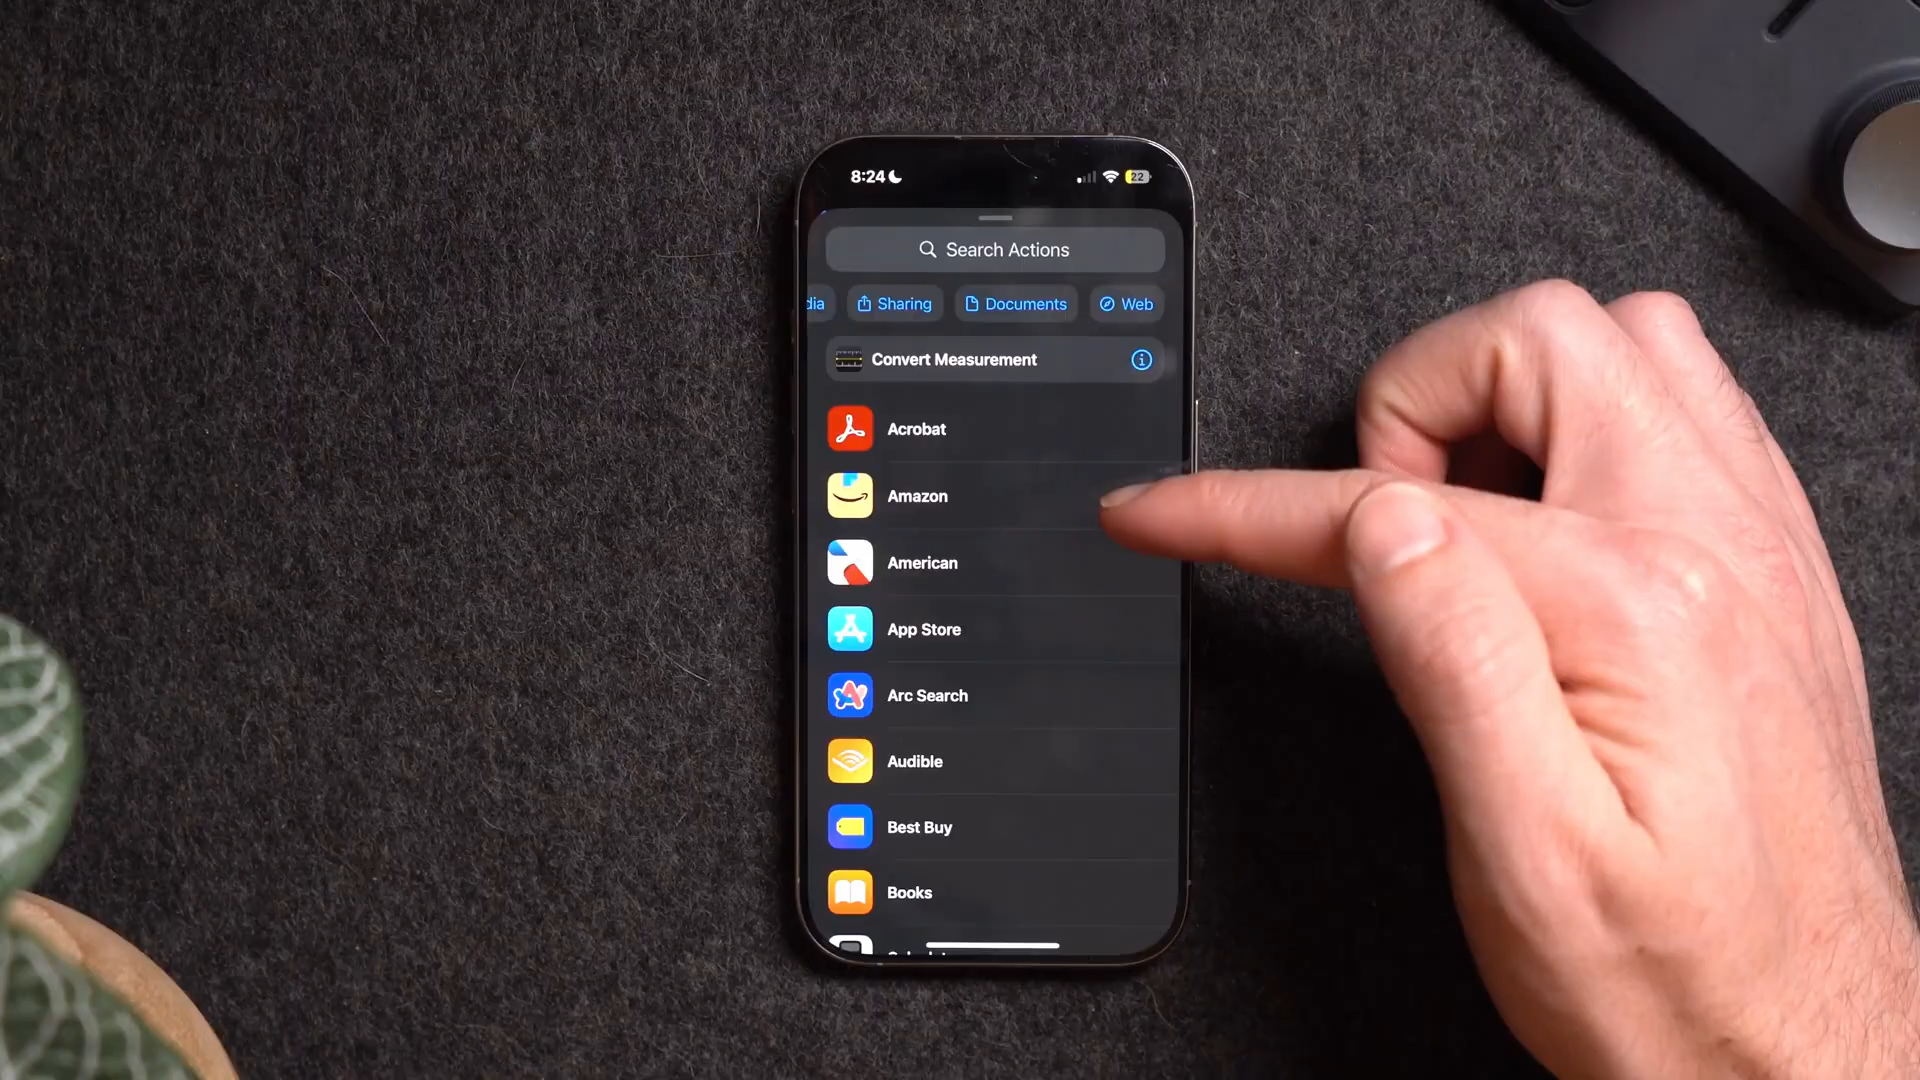 8:24 22
Search Actions
dia Sharing Documents Web
Convert Measurement
Acrobat
Amazon
American
App Store
Arc Search
Audible
Best Buy
Books